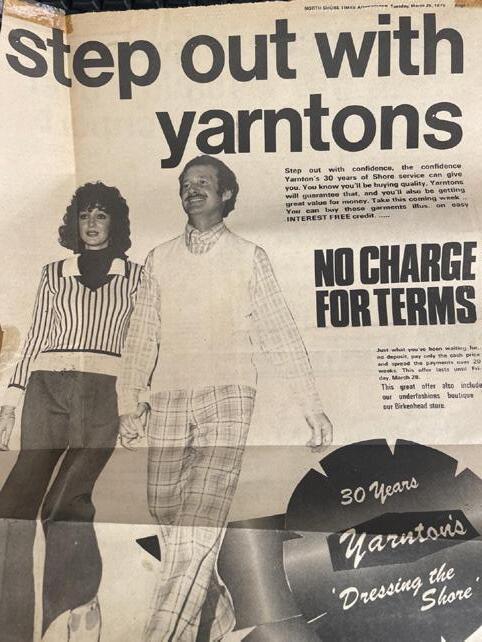 NORTH SHORE TIMES Tuesday, March 25, 1975
step out with
yarntons
Step out with confidence, the confidence
Yarnton's 30 years of Shore service can give
you. You know you'll be buying quality, Yarntons
will guarantee that, and you'll also be getting
great value for money. Take this coming week ..
You can buy these garments illus. on easy
INTEREST FREE credit. .....
NO CHARGE
FOR TERMS
Just what you've been waiting for..
no deposit, pay only the cash price
and spread the payments over 20
weeks. This offer lasts until Fri-
day, March 28.
This great offer also include
our underfashions boutique
our Birkenhead store.
30 Years
Yarnton's
'Dressing the
Shore'